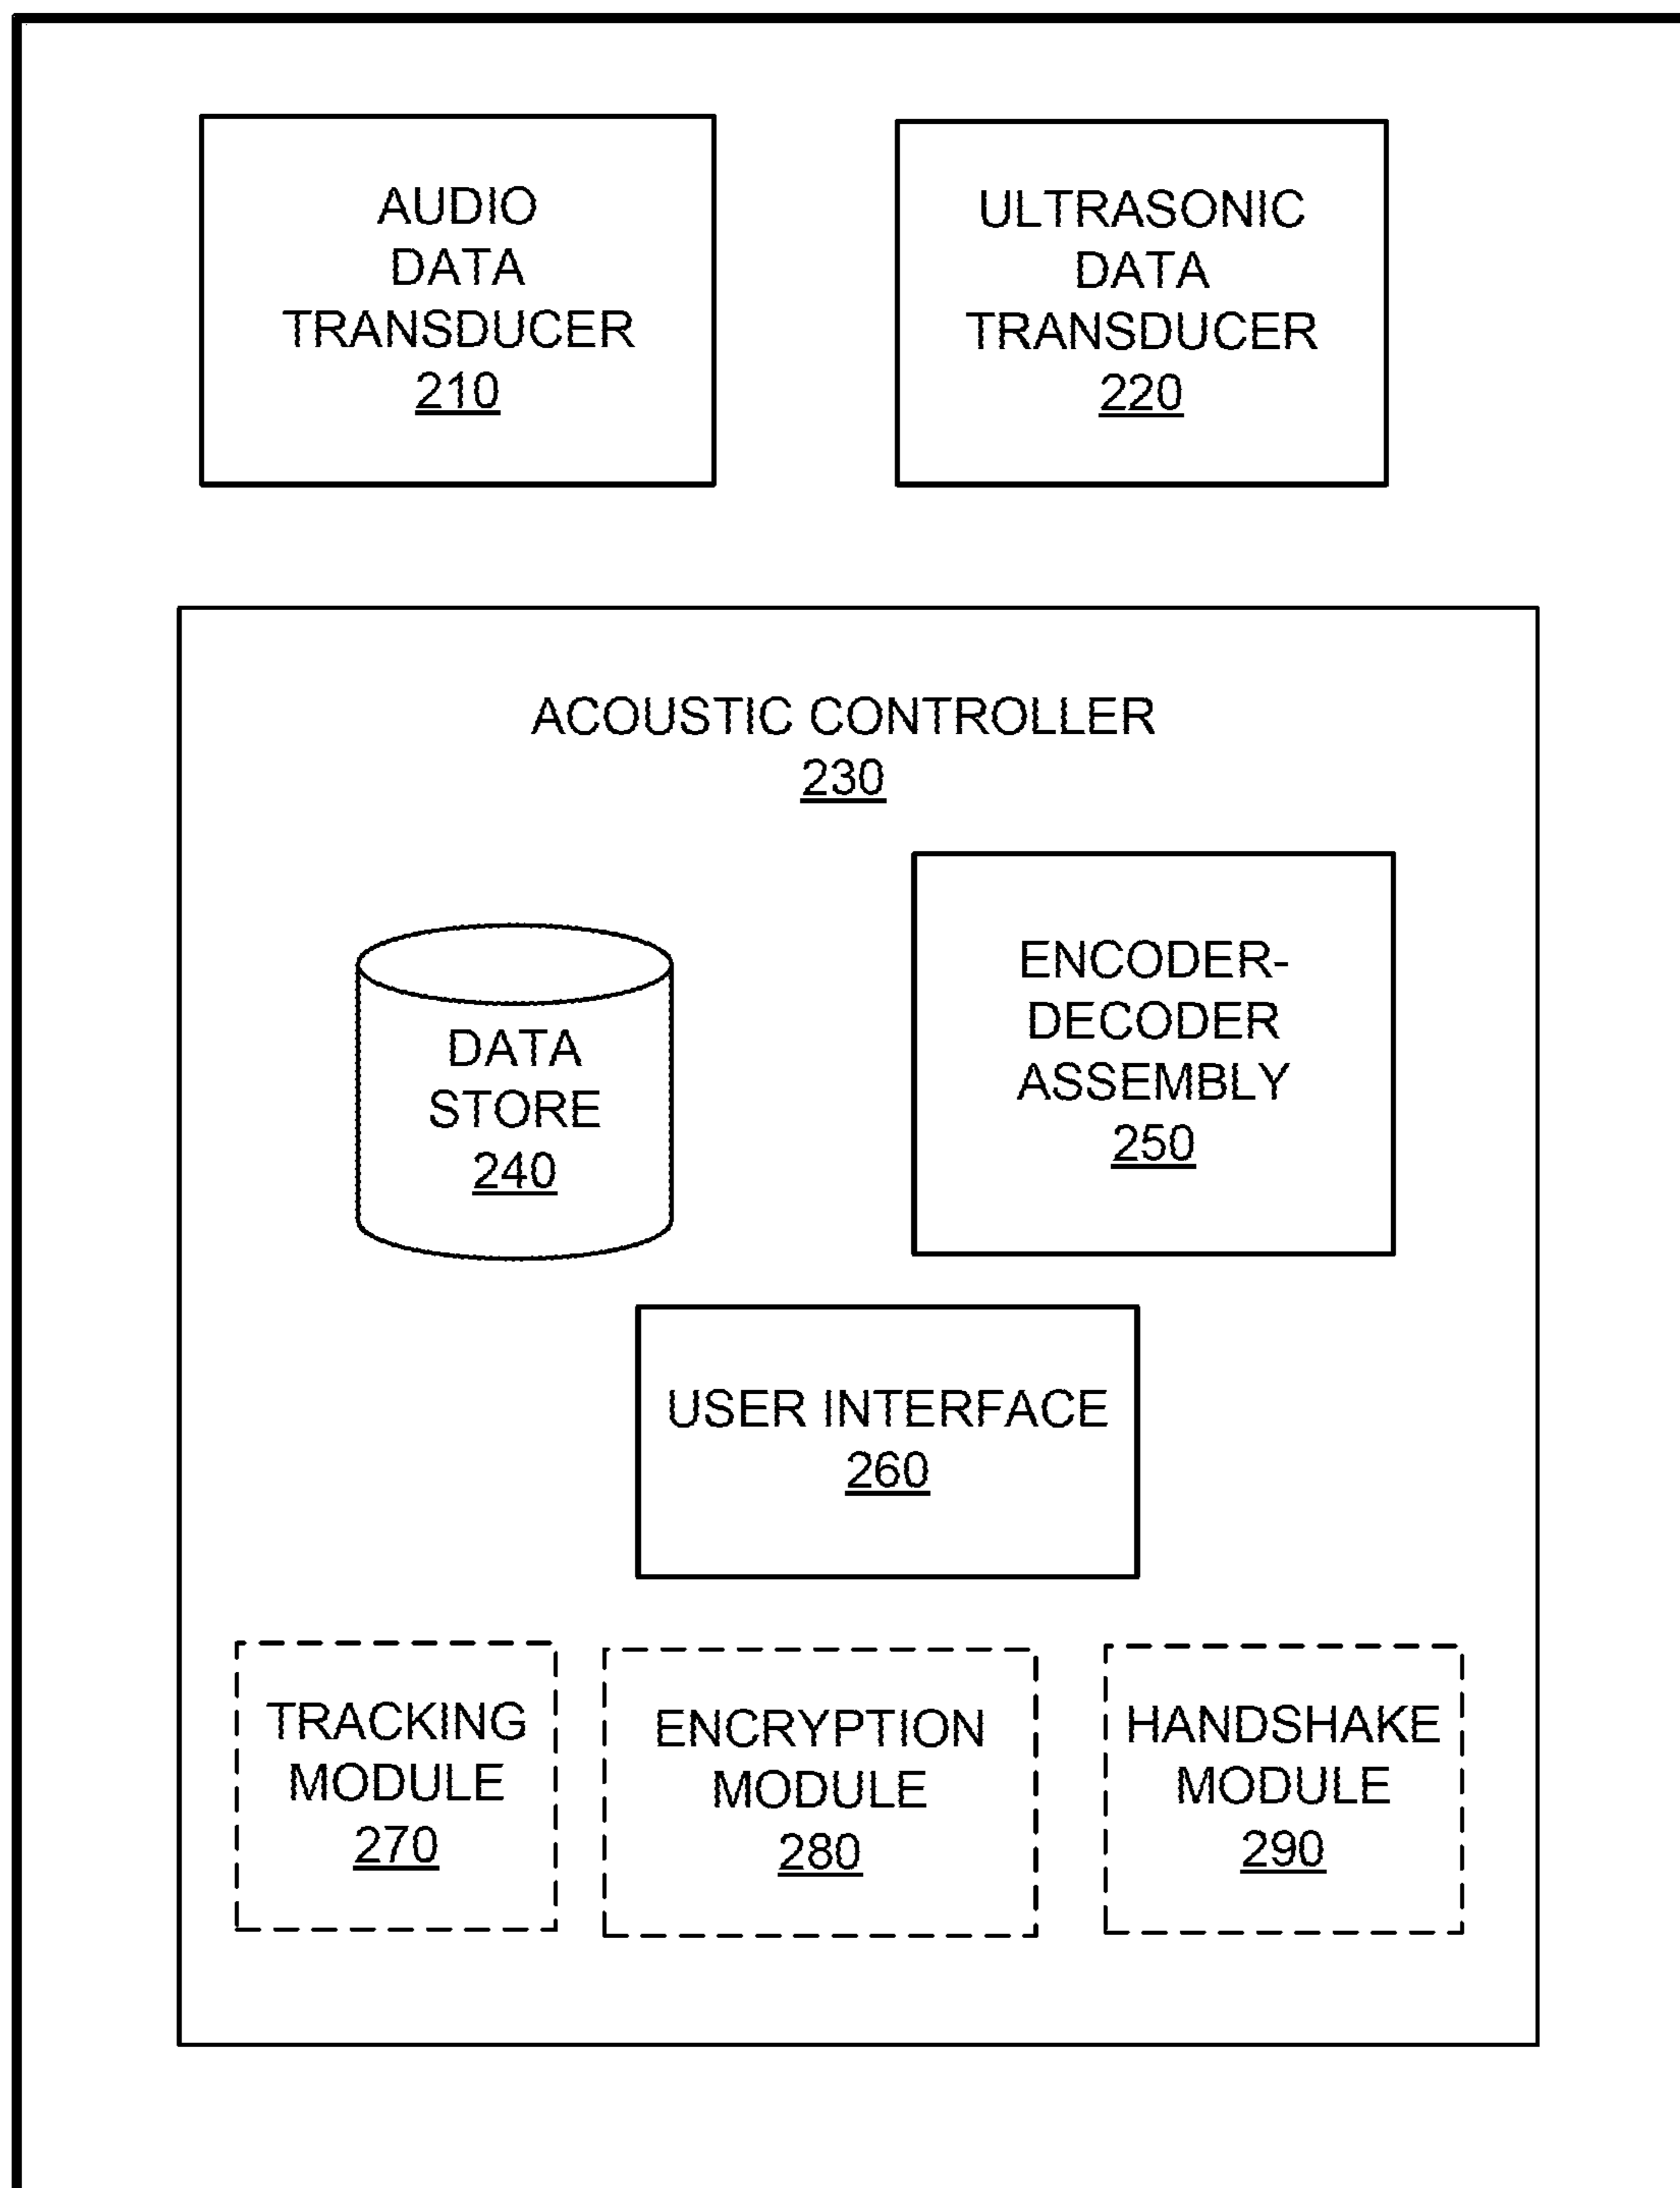 AUDIO
DATA
TRANSDUCER
210
ULTRASONIC
DATA
TRANSDUCER
220
ACOUSTIC CONTROLLER
230
DATA
STORE
240
ENCODER-
DECODER
ASSEMBLY
250
USER INTERFACE
260
TRACKING
MODULE
270
ENCRYPTION
MODULE
280
HANDSHAKE
MODULE
290